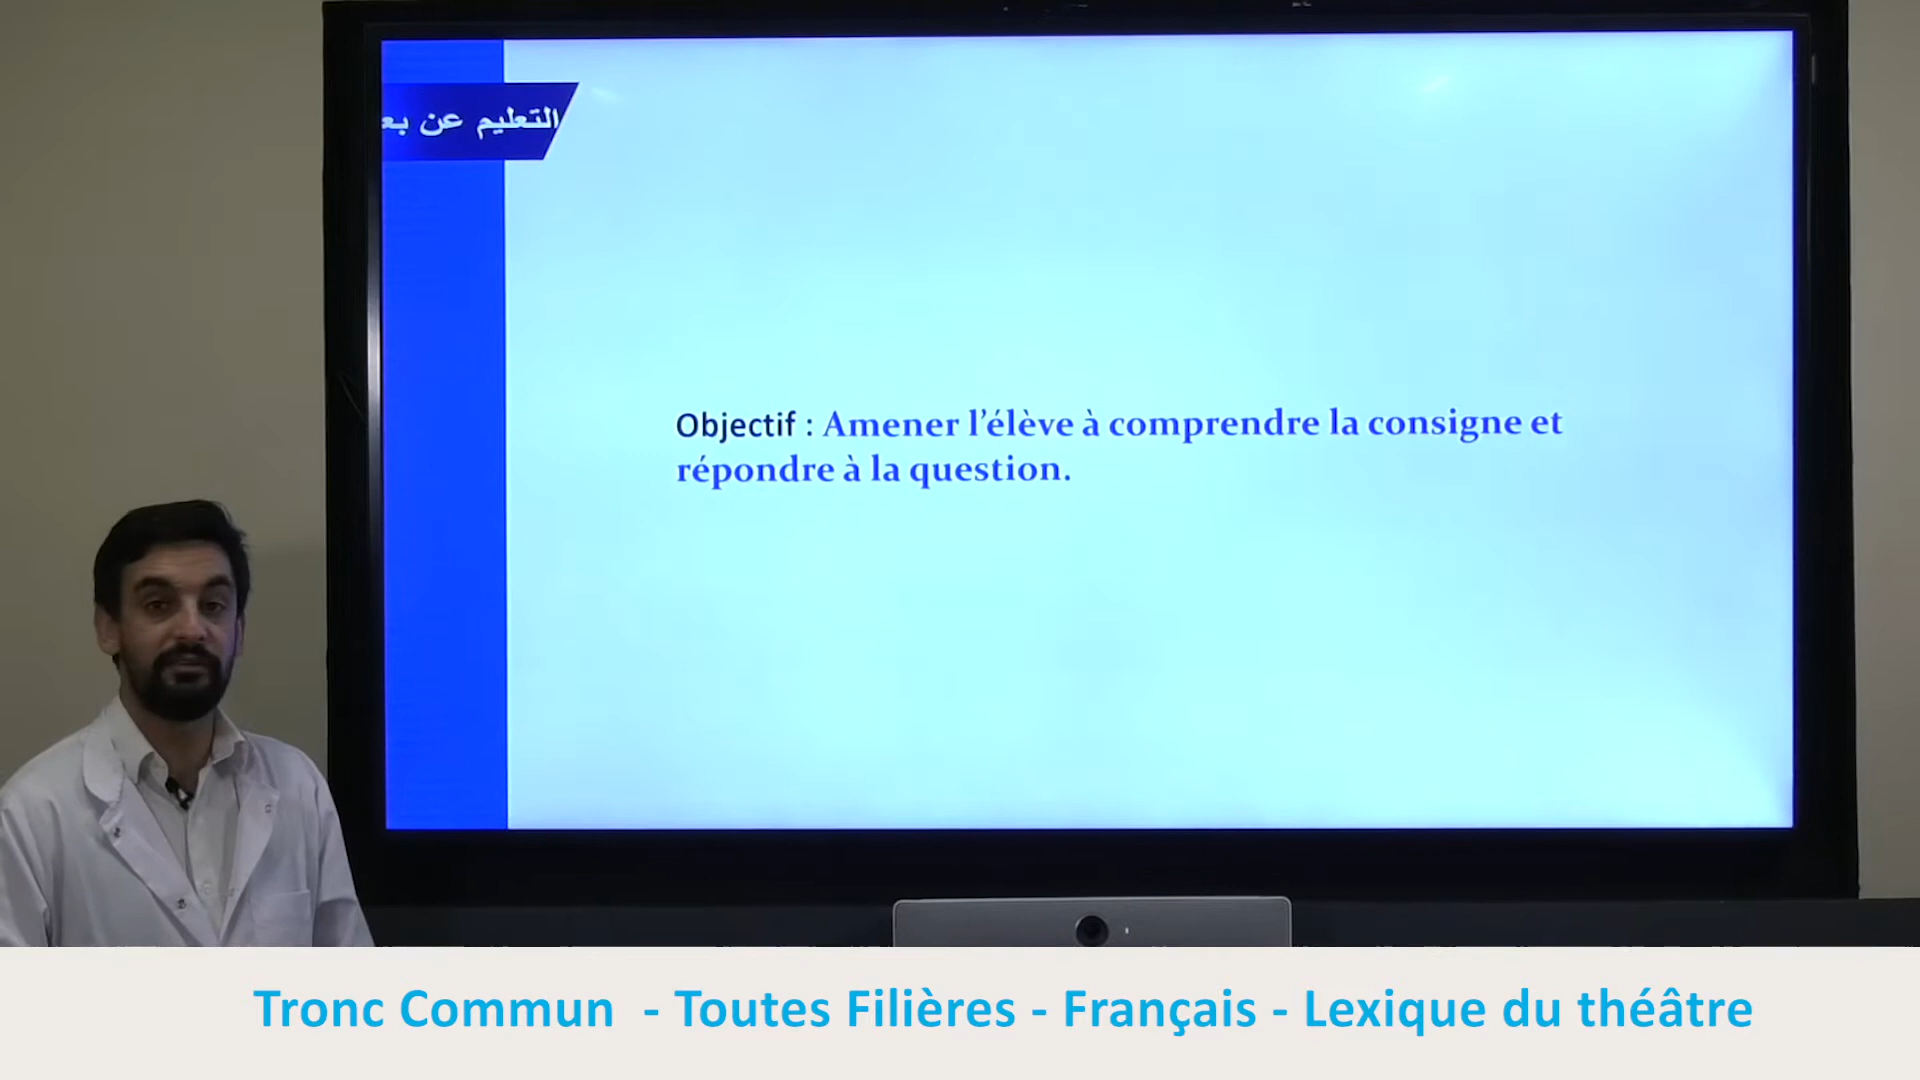 التعليم عن
Objectif : Amener l’élève à comprendre la consigne et
répondre à la question.
Tronc Commun - Toutes Filières - Français - Lexique du théâtre